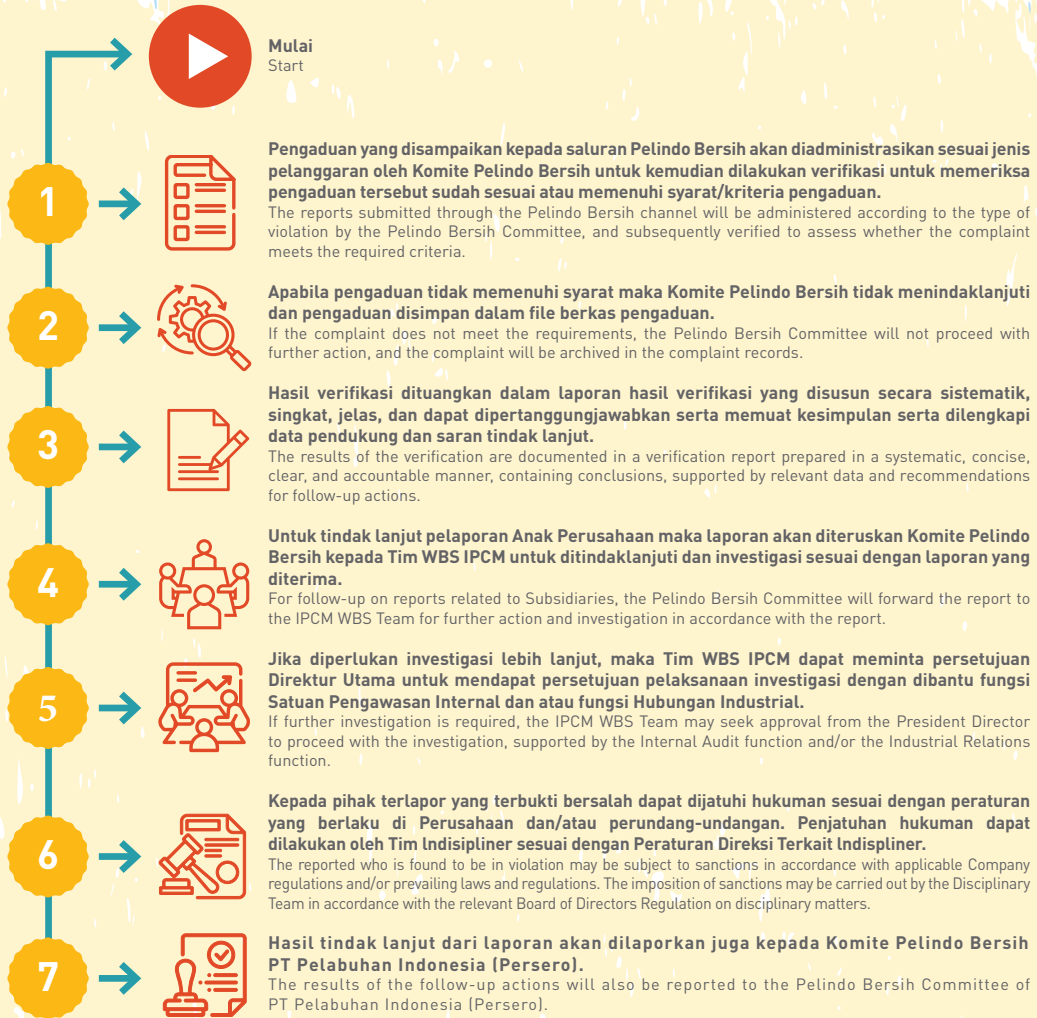 Mulai
Start
1
Pengaduan yang disampaikan kepada saluran Pelindo Bersih akan diadministrasikan sesuai jenis
pelanggaran oleh Komite Pelindo Bersih untuk kemudian dilakukan verifikasi untuk memeriksa
pengaduan tersebut sudah sesuai atau memenuhi syarat/kriteria pengaduan.
The reports submitted through the Pelindo Bersih channel will be administered according to the type of
violation by the Pelindo Bersih Committee, and subsequently verified to assess whether the complaint
meets the required criteria.
2
Apabila pengaduan tidak memenuhi syarat maka Komite Pelindo Bersih tidak menindaklanjuti
dan pengaduan disimpan dalam file berkas pengaduan.
If the complaint does not meet the requirements, the Pelindo Bersih Committee will not proceed with
further action, and the complaint will be archived in the complaint records.
3
Hasil verifikasi dituangkan dalam laporan hasil verifikasi yang disusun secara sistematik,
singkat, jelas, dan dapat dipertanggungjawabkan serta memuat kesimpulan serta dilengkapi
data pendukung dan saran tindak lanjut.
The results of the verification are documented in a verification report prepared in a systematic, concise,
clear, and accountable manner, containing conclusions, supported by relevant data and recommendations
for follow-up actions.
4
Untuk tindak lanjut pelaporan Anak Perusahaan maka laporan akan diteruskan Komite Pelindo
Bersih kepada Tim WBS IPCM untuk ditindaklanjuti dan investigasi sesuai dengan laporan yang
diterima.
For follow-up on reports related to Subsidiaries, the Pelindo Bersih Committee will forward the report to
the IPCM WBS Team for further action and investigation in accordance with the report.
5
Jika diperlukan investigasi lebih lanjut, maka Tim WBS IPCM dapat meminta persetujuan
Direktur Utama untuk mendapat persetujuan pelaksanaan investigasi dengan dibantu fungsi
Satuan Pengawasan Internal dan atau fungsi Hubungan Industrial.
If further investigation is required, the IPCM WBS Team may seek approval from the President Director
to proceed with the investigation, supported by the Internal Audit function and/or the Industrial Relations
function.
6
Kepada pihak terlapor yang terbukti bersalah dapat dijatuhi hukuman sesuai dengan peraturan
yang berlaku di Perusahaan dan/atau perundang-undangan. Penjatuhan hukuman dapat
dilakukan oleh Tim Indisipliner sesuai dengan Peraturan Direksi Terkait Indispliner.
The reported who is found to be in violation may be subject to sanctions in accordance with applicable Company
regulations and/or prevailing laws and regulations. The imposition of sanctions may be carried out by the Disciplinary
Team in accordance with the relevant Board of Directors Regulation on disciplinary matters.
7
Hasil tindak lanjut dari laporan akan dilaporkan juga kepada Komite Pelindo Bersih
PT Pelabuhan Indonesia (Persero).
The results of the follow-up actions will also be reported to the Pelindo Bersih Committee of
PT Pelabuhan Indonesia (Persero).